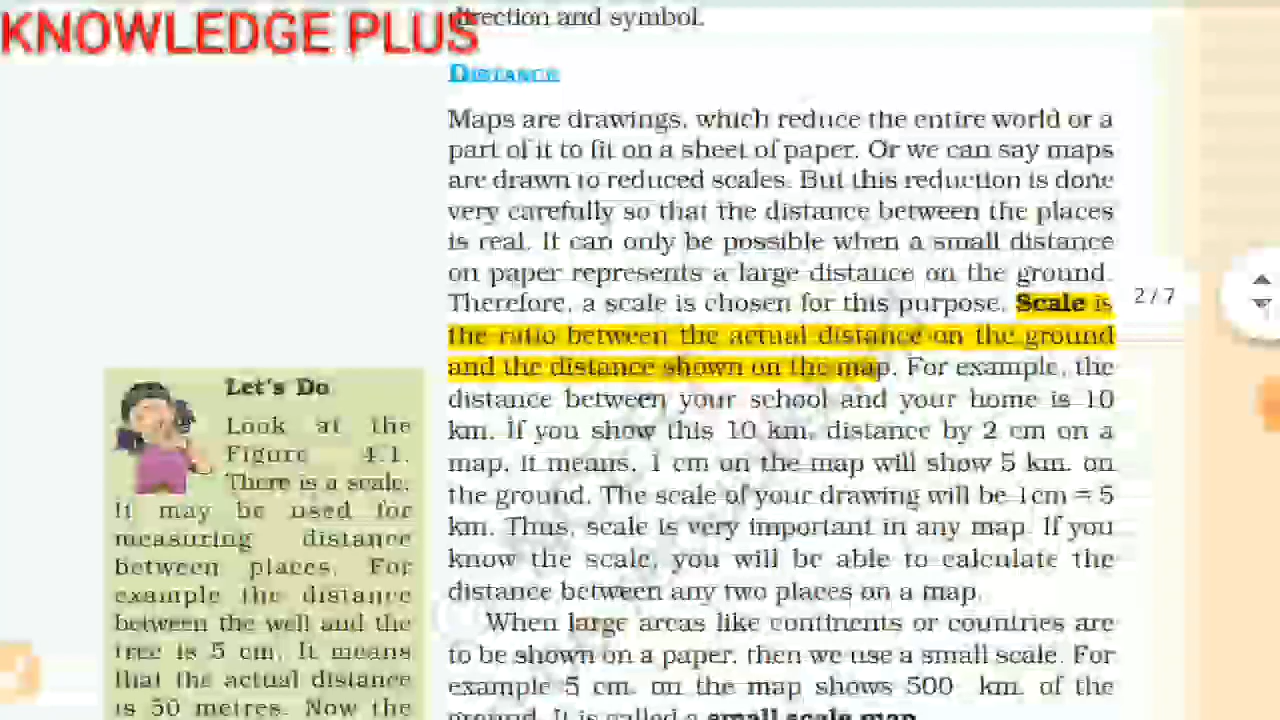 KNOWLEDGE PLUS
direction and symbol.
DISTANCE
Maps are drawings, which reduce the entire world or a
part of it to fit on a sheet of paper. Or we can say maps
are drawn to reduced scales. But this reduction is done
very carefully so that the distance between the places
is real. It can only be possible when a small distance
on paper represents a large distance on the ground.
Therefore, a scale is chosen for this purpose. Scale is
the ratio between the actual distance on the ground
and the distance shown on the map. For example, the
distance between your school and your home is 10
km. If you show this 10 km. distance by 2 cm on a
map, it means, 1 cm on the map will show 5 km. on
the ground. The scale of your drawing will be 1cm = 5
km. Thus, scale is very important in any map. If you
know the scale, you will be able to calculate the
distance between any two places on a map.
When large areas like continents or countries are
to be shown on a paper, then we use a small scale. For
example 5 cm. on the map shows 500 km. of the
ground. It is called a small scale map.
2/7
Let's Do
Look at the
Figure 4.1.
There is a scale.
It may be used for
measuring distance
between places. For
example the distance
between the well and the
tree is 5 cm. It means
that the actual distance
is 50 metres. Now the